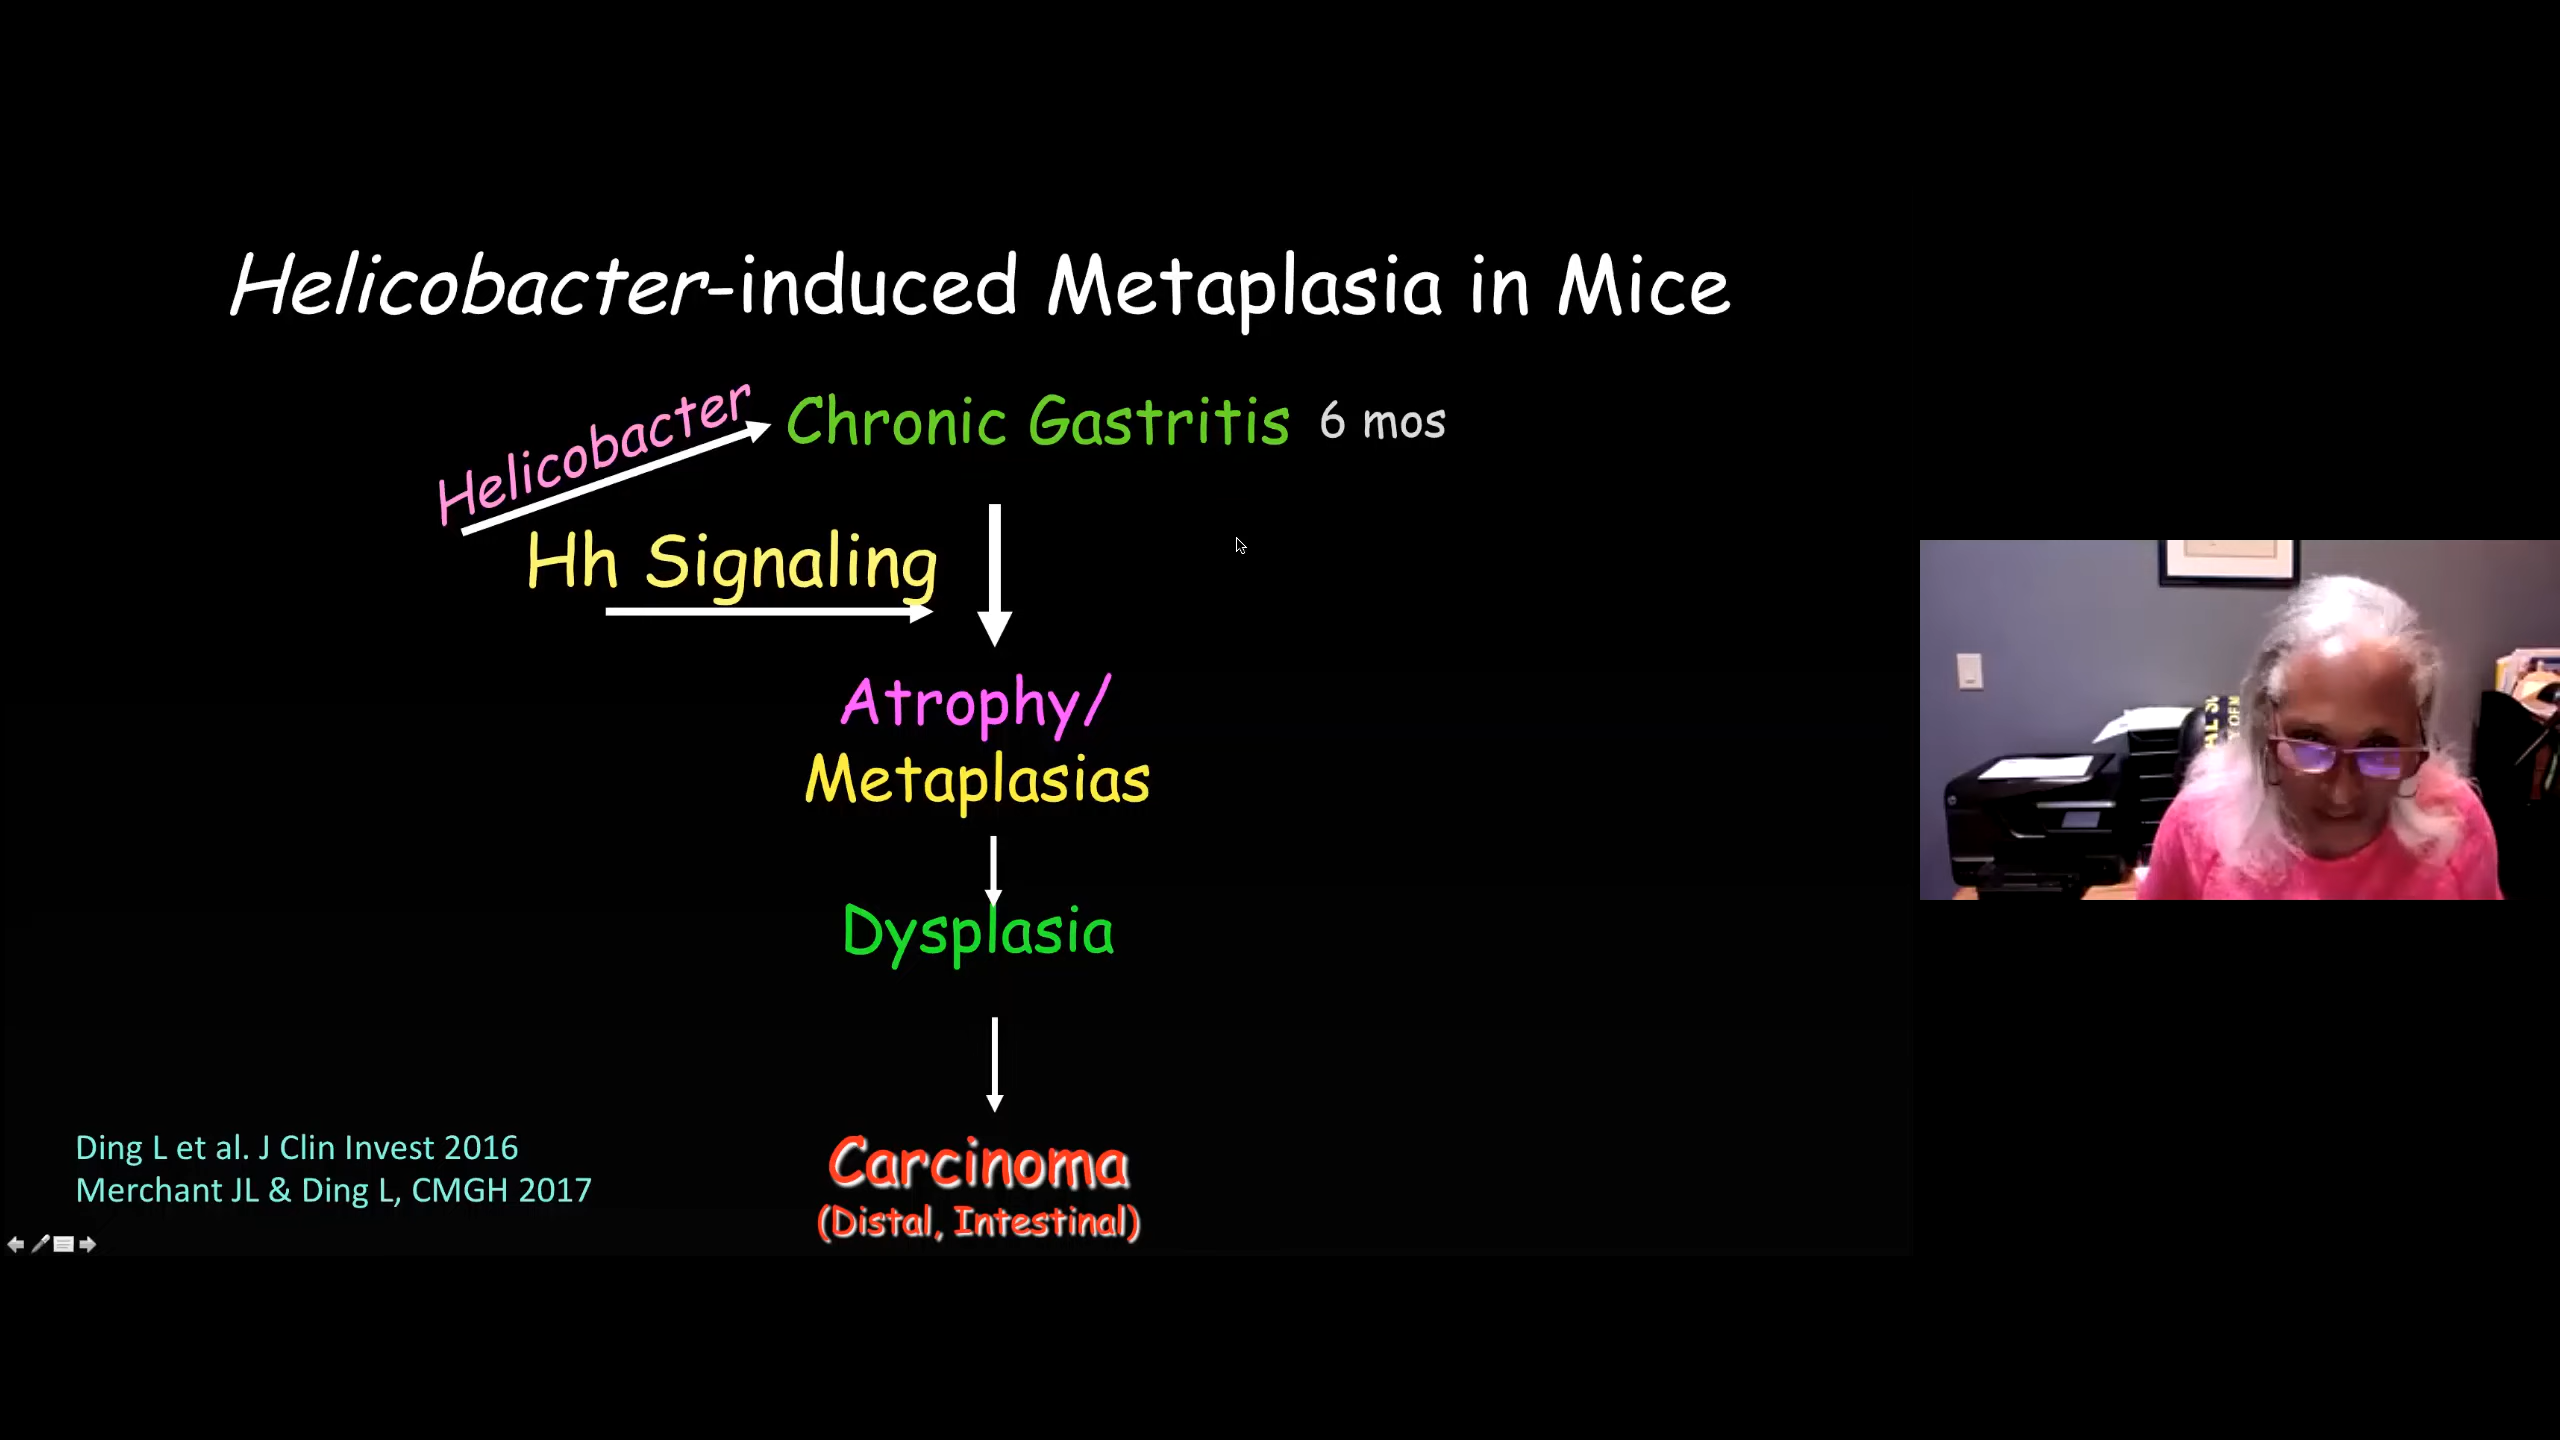 Helicobacter-induced Metaplasia in Mice
Helicobacter
Chronic Gastritis 6 mos
Hh Signaling
Atrophy/
Metaplasias
Dysplasia
Carcinoma
(Distal, Intestinal)
Ding L et al. J Clin Invest 2016
Merchant JL & Ding L, CMGH 2017